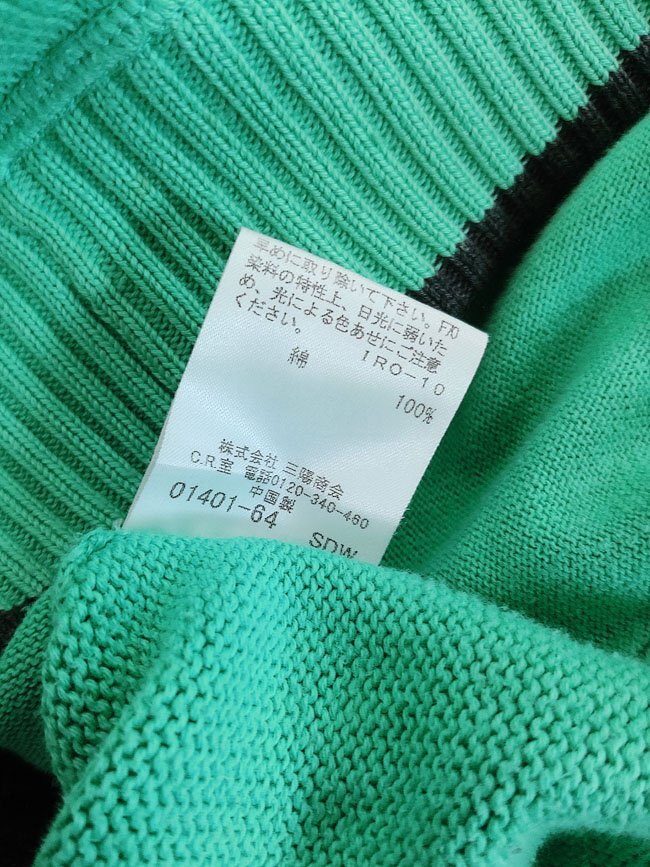 早めに取り除いて下さい。F70
染料の特性上、日光に弱いた
め、光による色あせにご注意
ください。
IRO-10
綿 100%
株式会社 三陽商会
C.R.室 電話0120-340-460
中国製
01401-64
SDW